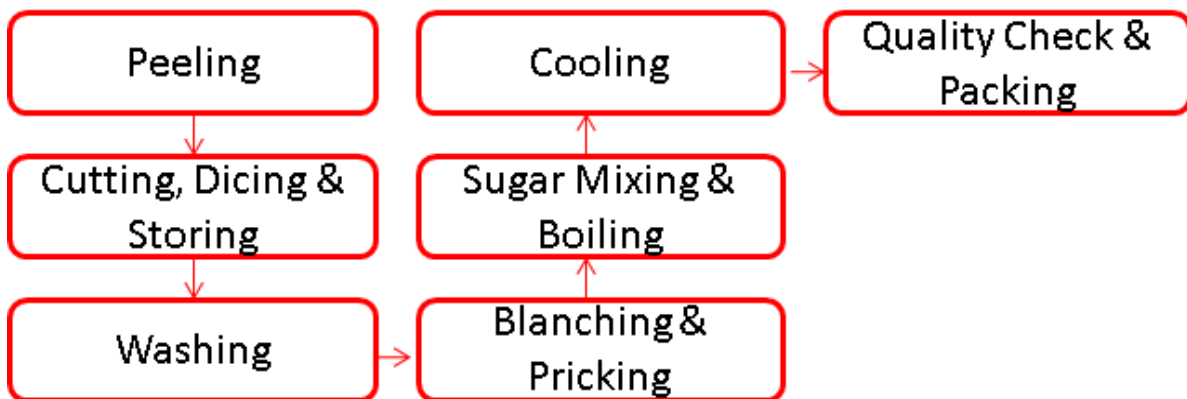 Peeling
Cutting, Dicing &
Storing
Washing
Blanching &
Pricking
Sugar Mixing &
Boiling
Cooling
Quality Check &
Packing